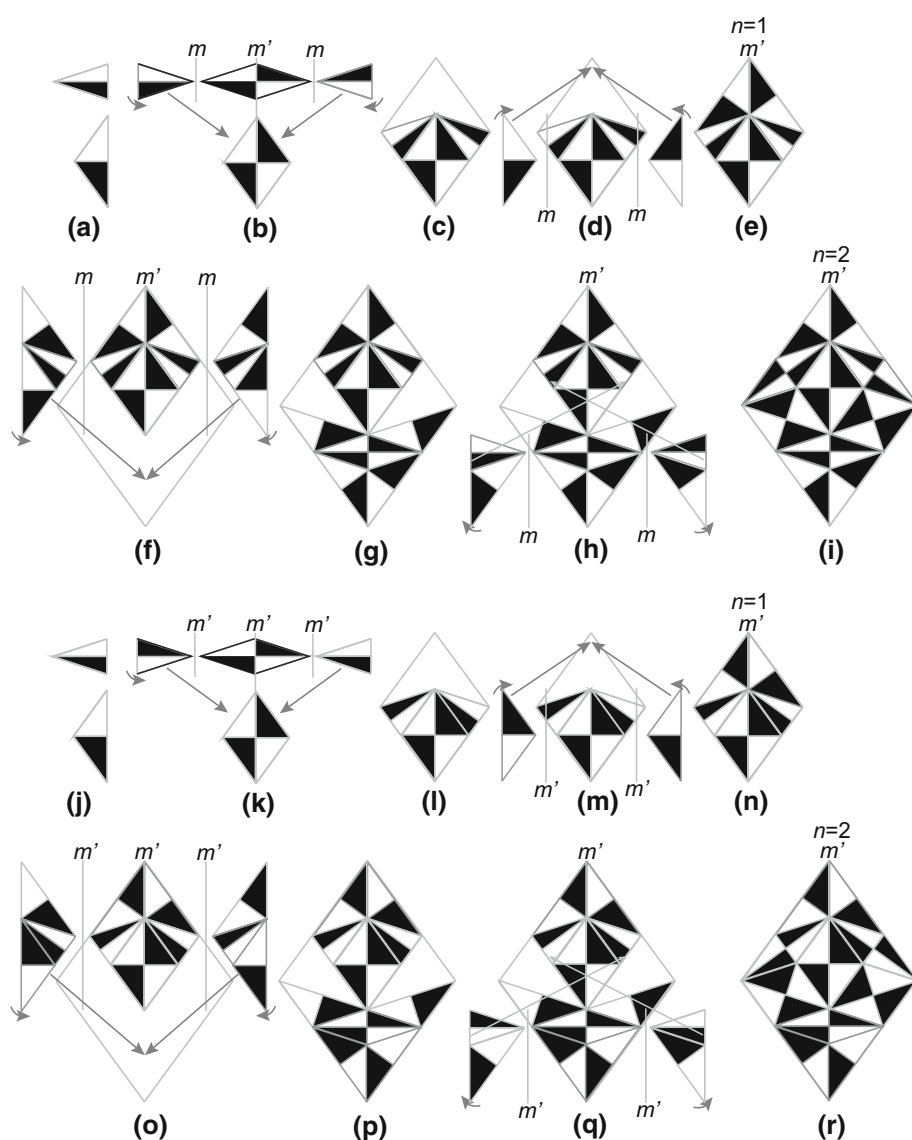 n=1
m m' m m'
(a) (b) (c) (d) (e)
m m
n=2
m m' m m' m'
(f) (g) (h) (i)
m m
n=1
m' m' m' m'
(j) (k) (l) (m) (n)
m' m'
n=2
m' m' m' m' m'
(o) (p) (q) (r)
m' m'